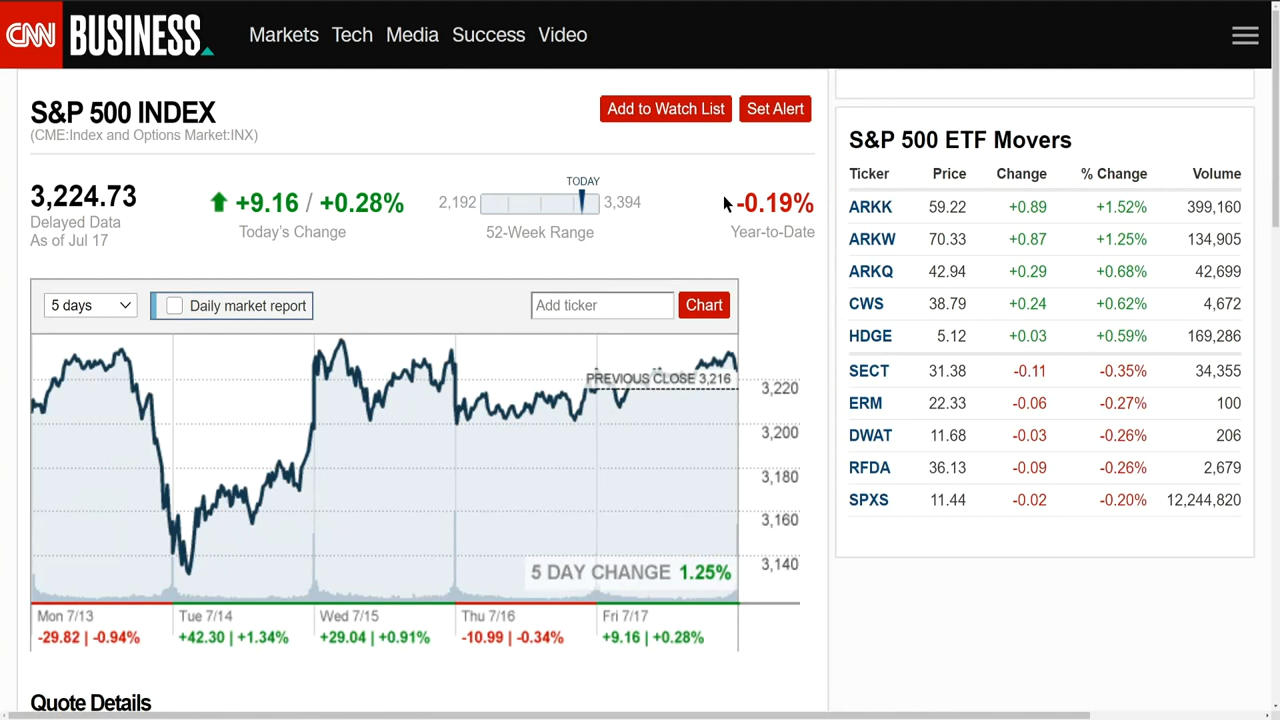 CNN BUSINESS Markets Tech Media Success Video
S&P 500 INDEX
Add to Watch List Set Alert
(CME:Index and Options Market:INX)
3,224.73
Delayed Data
As of Jul 17
+9.16 / +0.28%
Today's Change
TODAY
2,192 3,394
52-Week Range
-0.19%
Year-to-Date
5 days Daily market report Add ticker Chart
PREVIOUS CLOSE 3,216
3,220
3,200
3,180
3,160
3,140
5 DAY CHANGE 1.25%
Mon 7/13 Tue 7/14 Wed 7/15 Thu 7/16 Fri 7/17
-29.82 | -0.94% +42.30 | +1.34% +29.04 | +0.91% -10.99 | -0.34% +9.16 | +0.28%
Quote Details
S&P 500 ETF Movers
Ticker Price Change % Change Volume
ARKK 59.22 +0.89 +1.52% 399,160
ARKW 70.33 +0.87 +1.25% 134,905
ARKQ 42.94 +0.29 +0.68% 42,699
CWS 38.79 +0.24 +0.62% 4,672
HDGE 5.12 +0.03 +0.59% 169,286
SECT 31.38 -0.11 -0.35% 34,355
ERM 22.33 -0.06 -0.27% 100
DWAT 11.68 -0.03 -0.26% 206
RFDA 36.13 -0.09 -0.26% 2,679
SPXS 11.44 -0.02 -0.20% 12,244,820